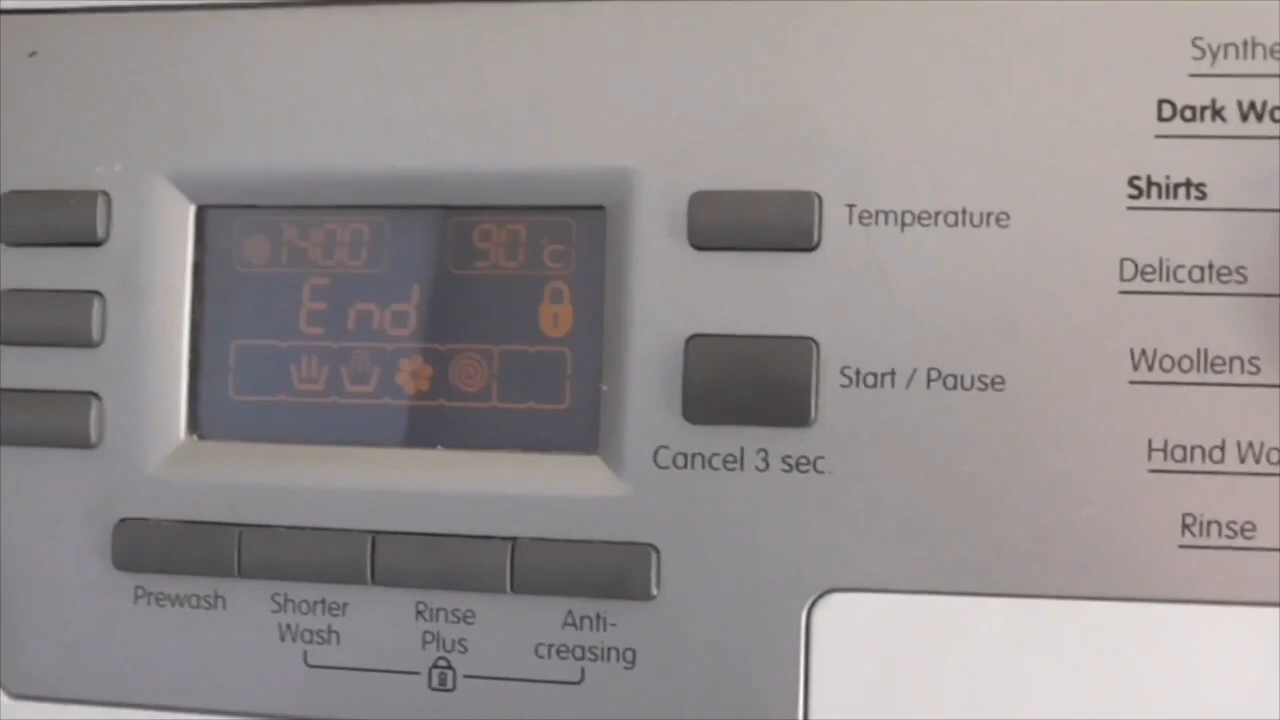 Synthe
Dark Wa
Shirts
Delicates
Woollens
Hand Wa
Rinse
1400
90 °C
End
Temperature
Start / Pause
Cancel 3 sec.
Prewash
Shorter
Wash
Rinse
Plus
Anti-
creasing